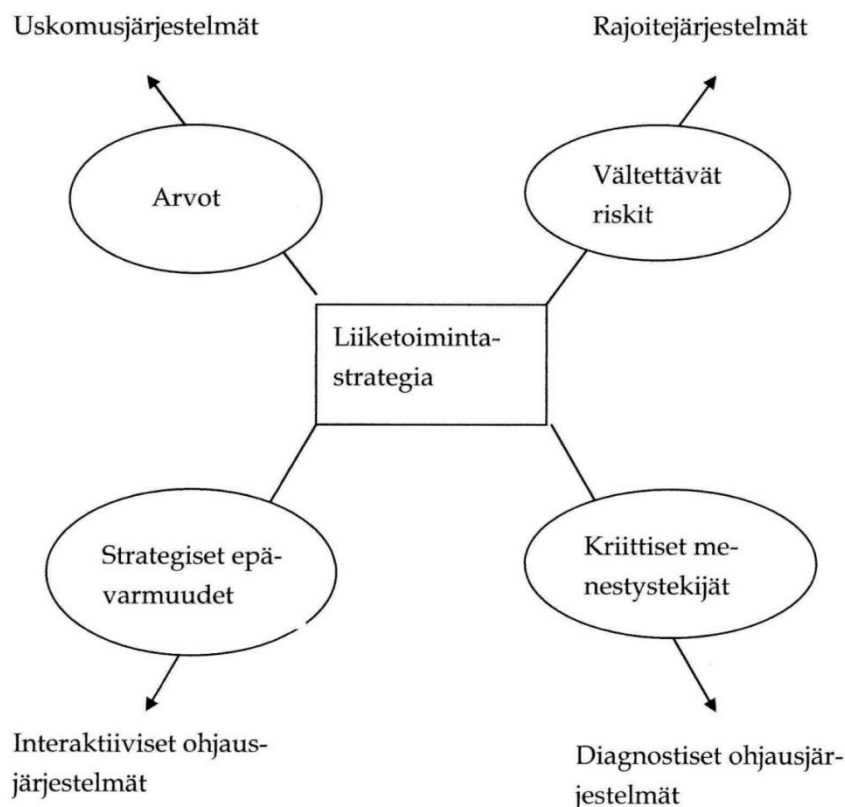 Uskomusjärjestelmät
Rajoitejärjestelmät
Arvot
Vältettävät
riskit
Liiketoiminta-
strategia
Strategiset epä-
varmuudet
Kriittiset me-
nestystekijät
Interaktiiviset ohjaus-
järjestelmät
Diagnostiset ohjausjär-
jestelmät